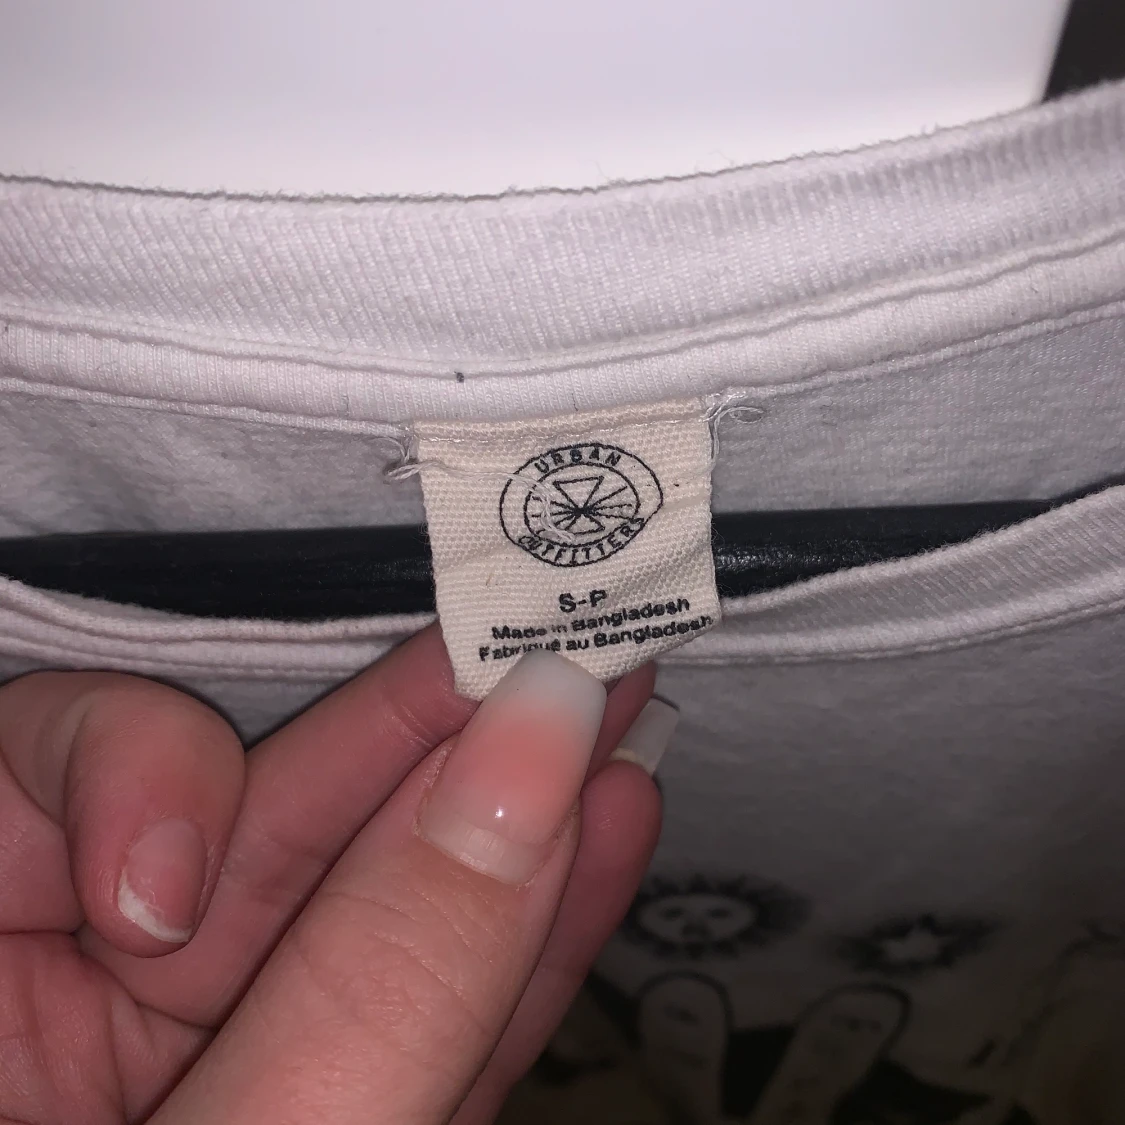 URBAN
OUTFITTERS
S-P
Made in Bangladesh
Fabriqué au Bangladesh